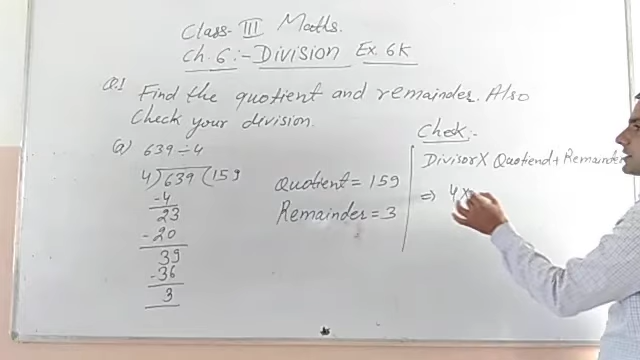 Class- III Maths.
Ch. 6:- Division Ex. 6K
Q.1 Find the quotient and remainder. Also
Check your division.
(a) 639 ÷ 4
4) 639 (159
-4
23
-20
39
-36
3
Quotient = 159
Remainder = 3
Check:-
Divisor X Quotiend + Remainder
⇒ 4 x